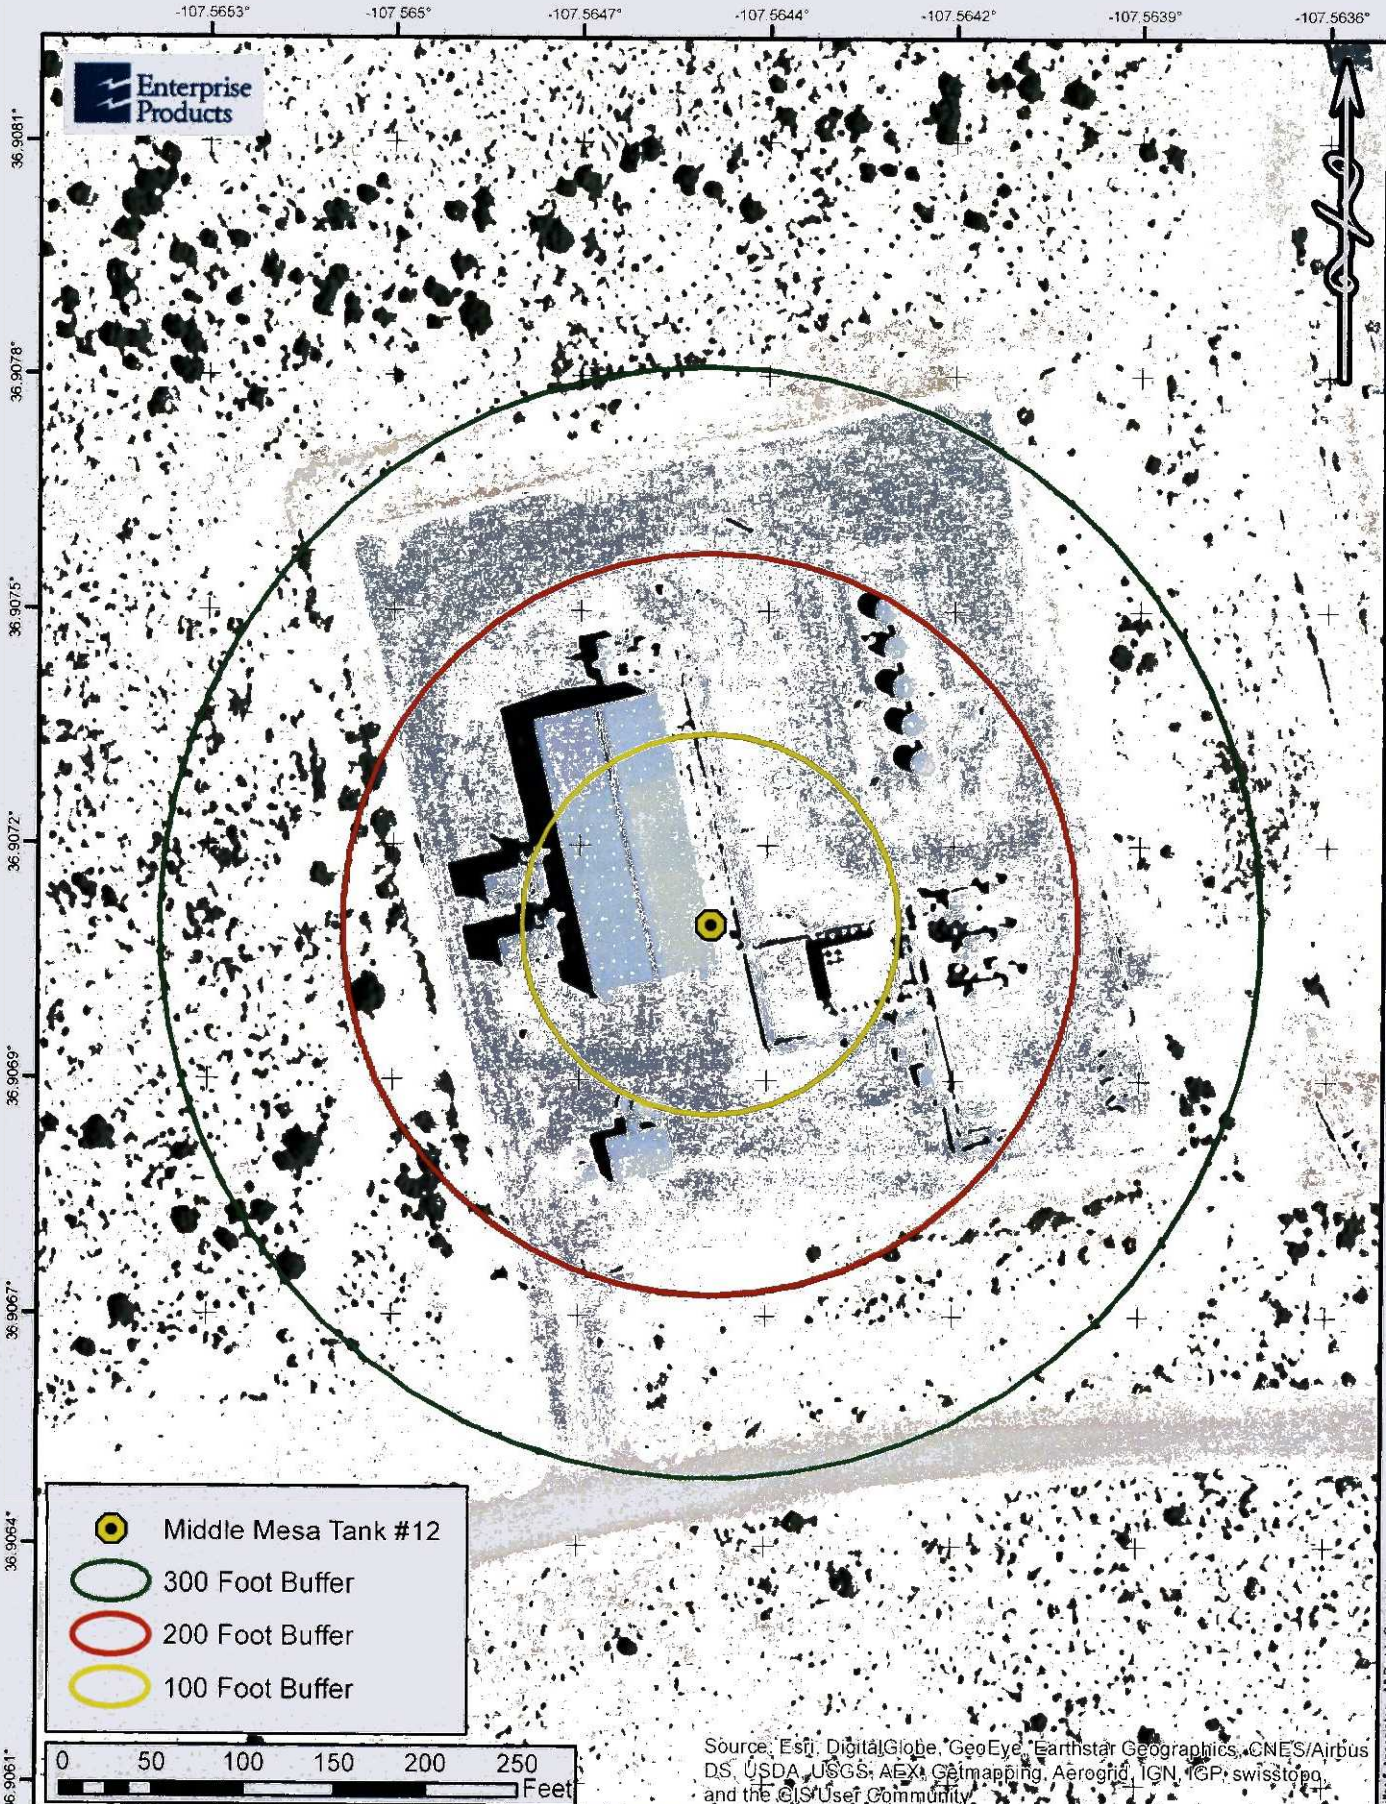 -107.5653° -107.565° -107.5647° -107.5644° -107.5642° -107.5639° -107.5636°
Enterprise
Products
36.9081°
36.9078°
36.9075°
36.9072°
36.9069°
36.9067°
36.9064°
36.9061°
Middle Mesa Tank #12
300 Foot Buffer
200 Foot Buffer
100 Foot Buffer
0 50 100 150 200 250
Feet
Source: Esri, DigitalGlobe, GeoEye, Earthstar Geographics, CNES/Airbus
DS, USDA, USGS, AEX, Getmapping, Aerogrid, IGN, IGP, swisstopo,
and the GIS User Community